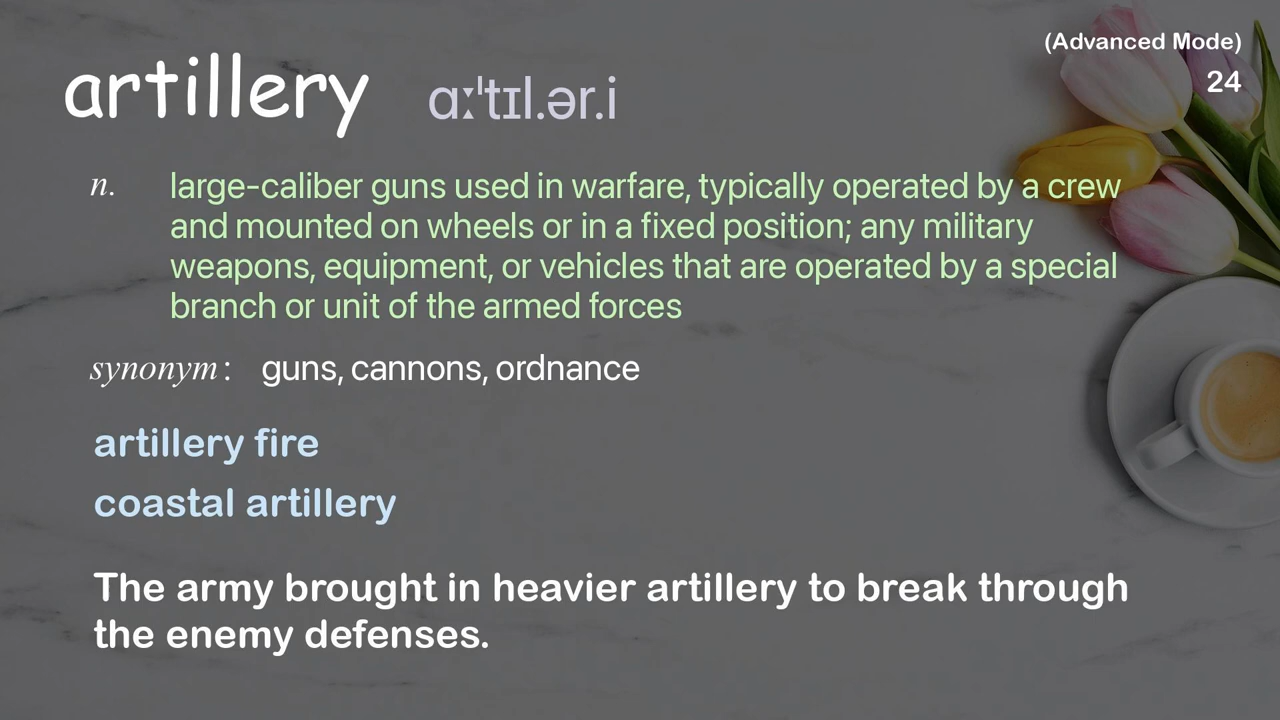 (Advanced Mode)
24
artillery ɑːˈtɪl.ər.i
n. large-caliber guns used in warfare, typically operated by a crew
and mounted on wheels or in a fixed position; any military
weapons, equipment, or vehicles that are operated by a special
branch or unit of the armed forces
synonym: guns, cannons, ordnance
artillery fire
coastal artillery
The army brought in heavier artillery to break through
the enemy defenses.